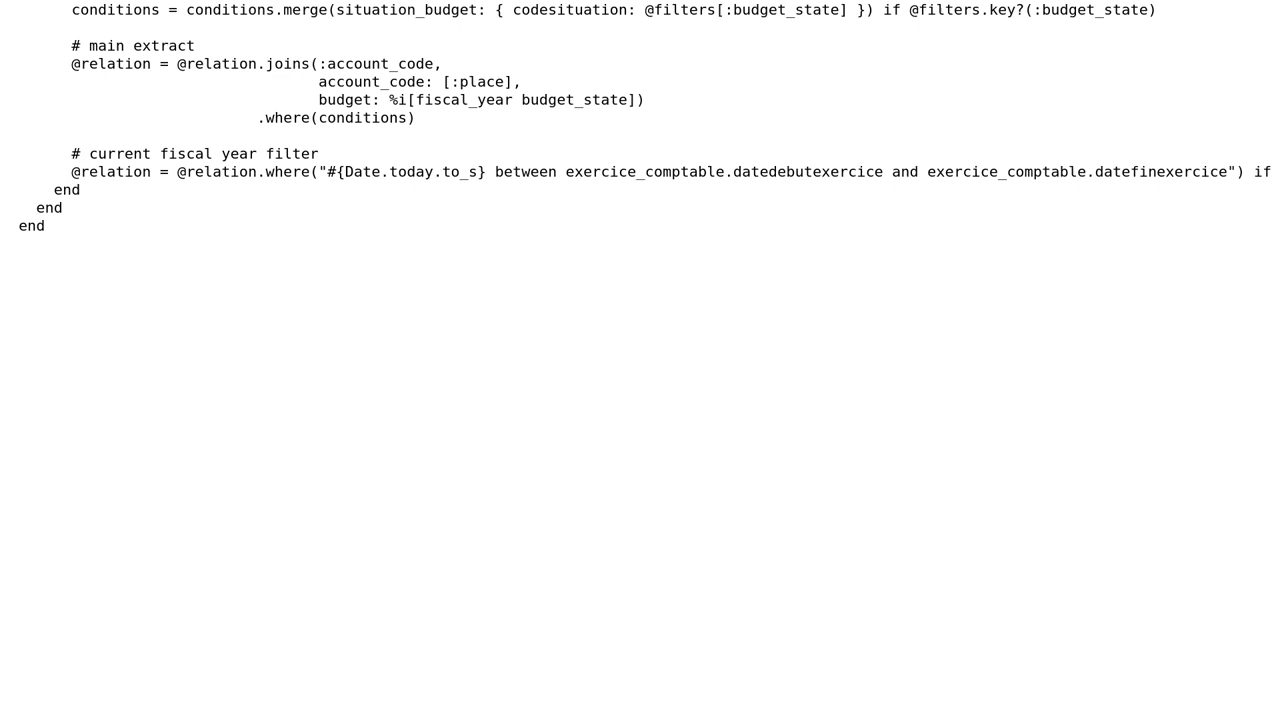 conditions = conditions.merge(situation_budget: { codesituation: @filters[:budget_state] }) if @filters.key?(:budget_state)
# main extract
@relation = @relation.joins(:account_code,
account_code: [:place],
budget: %i[fiscal_year budget_state])
.where(conditions)
# current fiscal year filter
@relation = @relation.where("#{Date.today.to_s} between exercice_comptable.datedebutexercice and exercice_comptable.datefinexercice") if
end
end
end